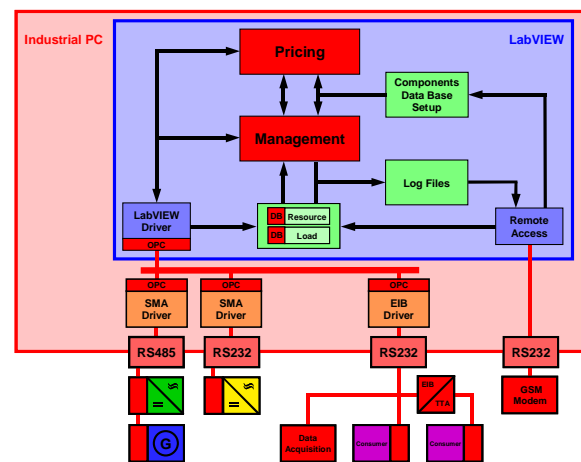 Industrial PC
LabVIEW
Pricing
Components
Data Base
Setup
Management
Log Files
LabVIEW
Driver
OPC
DB Resource
DB Load
Remote
Access
OPC
SMA
Driver
OPC
SMA
Driver
OPC
EIB
Driver
RS485
RS232
RS232
RS232
EIB
TTA
GSM
Modem
G
Data
Acquisition
Consumer
Consumer